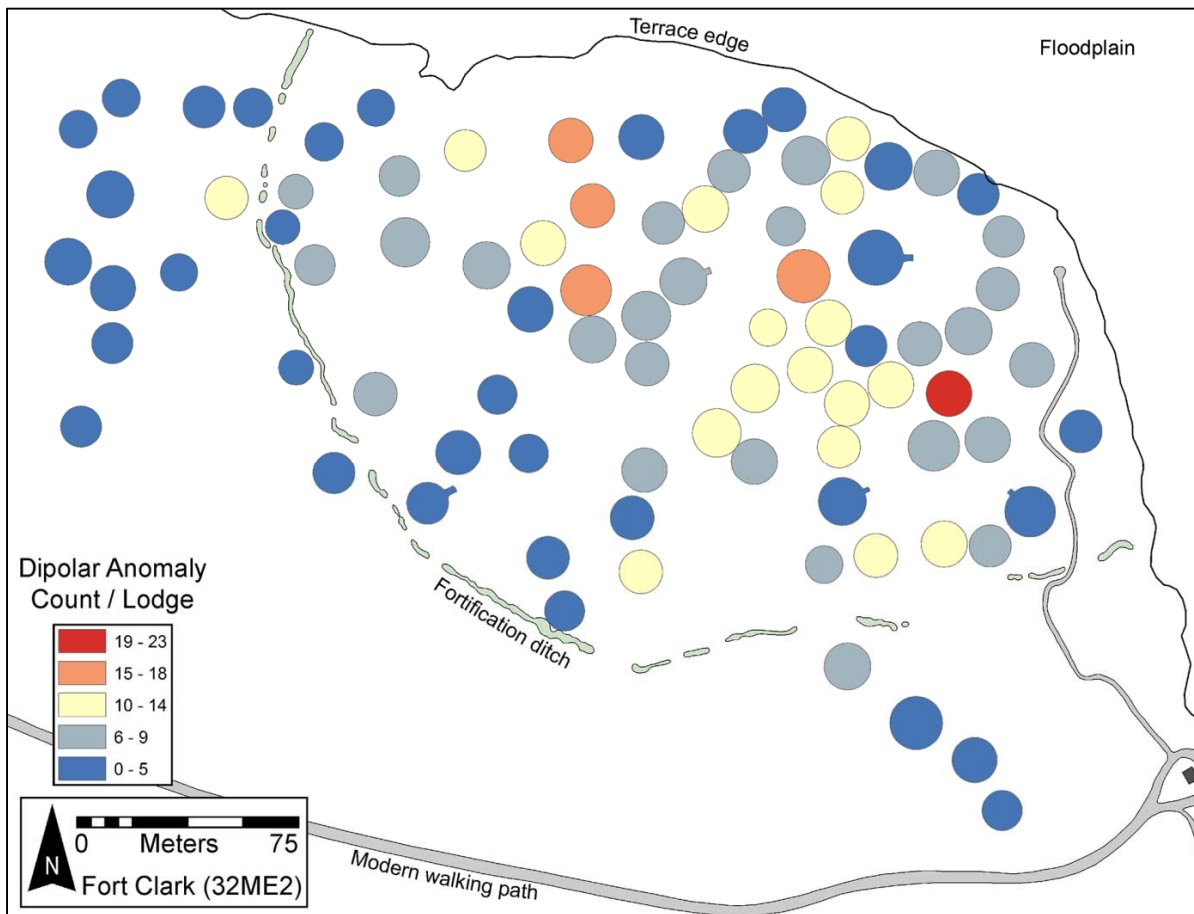 Terrace edge
Floodplain
Fortification ditch
Dipolar Anomaly
Count / Lodge
19 - 23
15 - 18
10 - 14
6 - 9
0 - 5
N
0 Meters 75
Fort Clark (32ME2)
Modern walking path